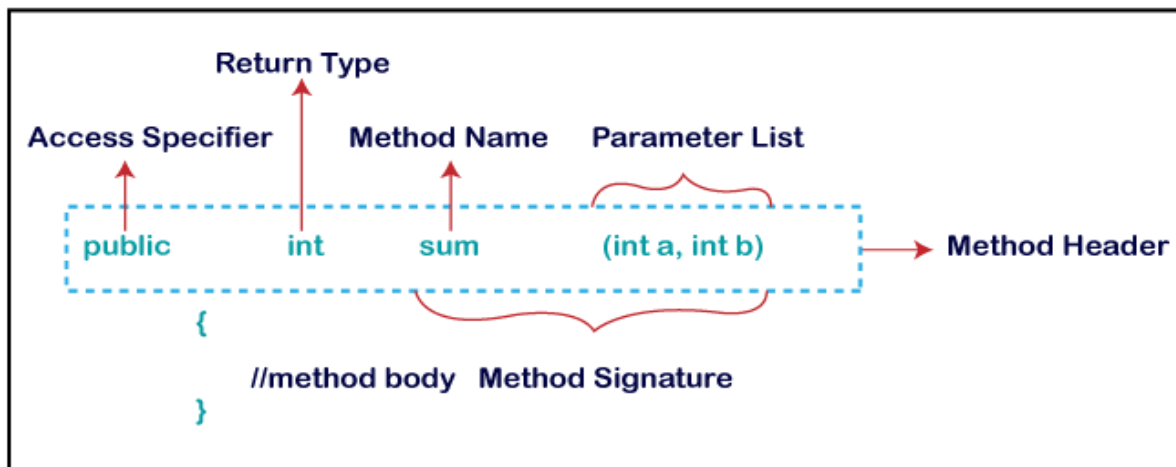 Return Type
Access Specifier Method Name Parameter List
public int sum (int a, int b) Method Header
{
//method body Method Signature
}